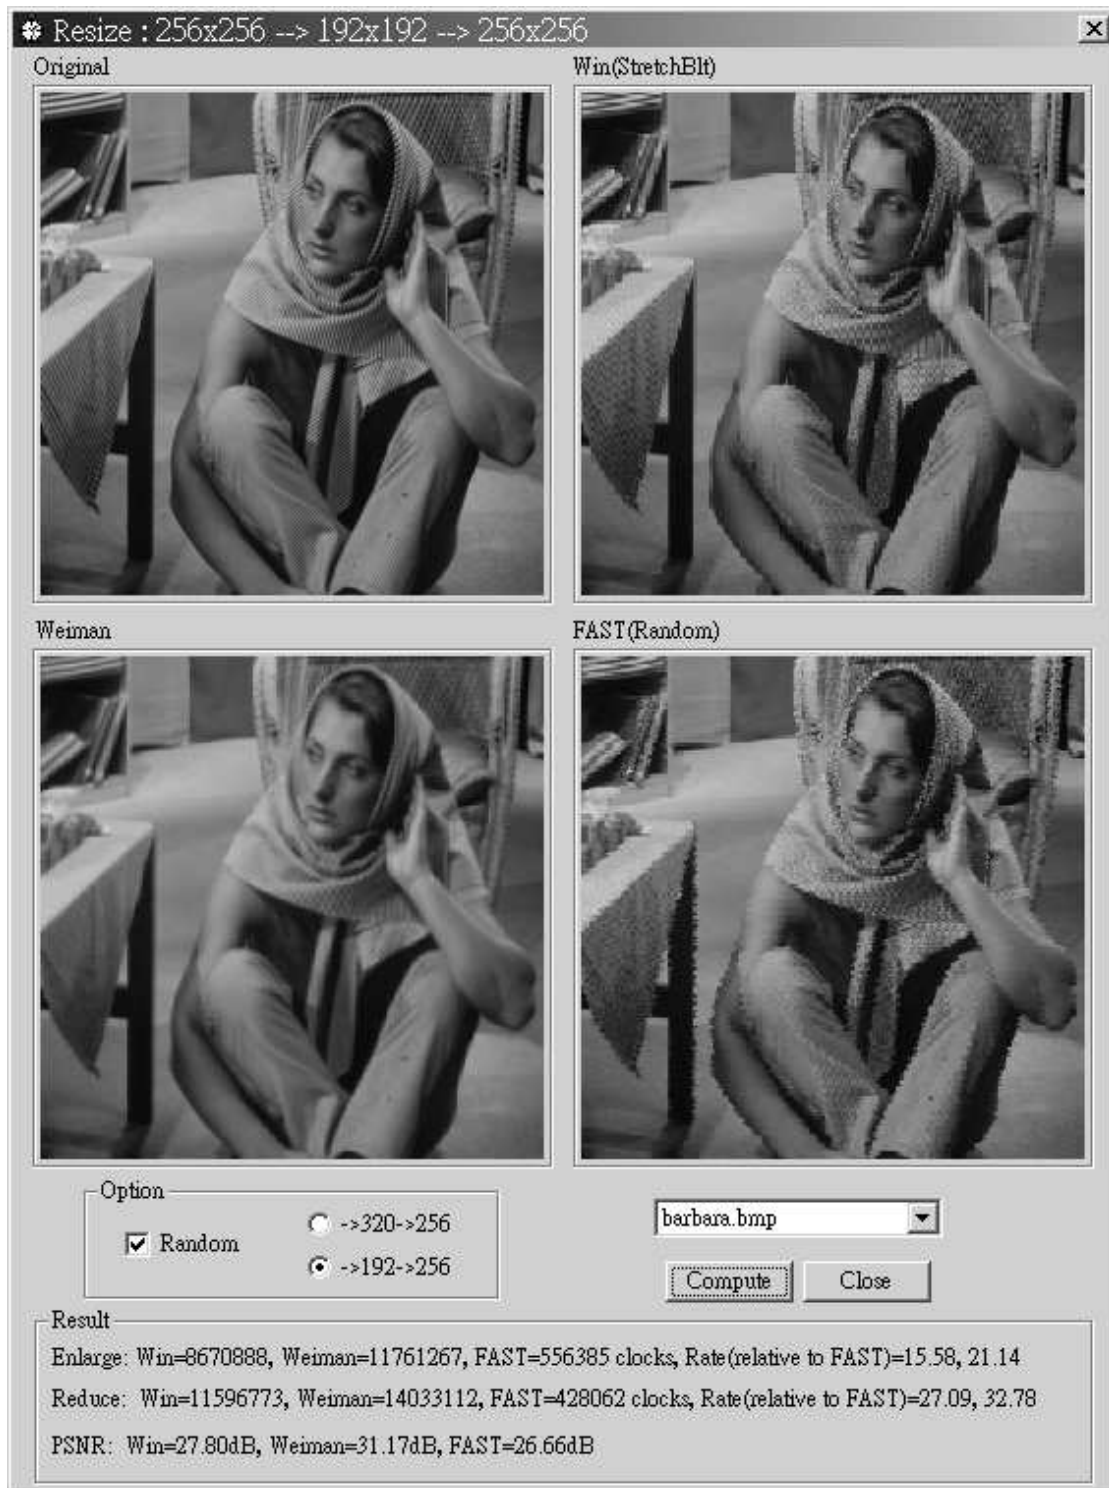 Resize : 256x256 --> 192x192 --> 256x256
Original
Win(StretchBlt)
Weiman
FAST(Random)
Option
Random
->320->256
->192->256
barbara.bmp
Compute
Close
Result
Enlarge: Win=8670888, Weiman=11761267, FAST=556385 clocks, Rate(relative to FAST)=15.58, 21.14
Reduce: Win=11596773, Weiman=14033112, FAST=428062 clocks, Rate(relative to FAST)=27.09, 32.78
PSNR: Win=27.80dB, Weiman=31.17dB, FAST=26.66dB